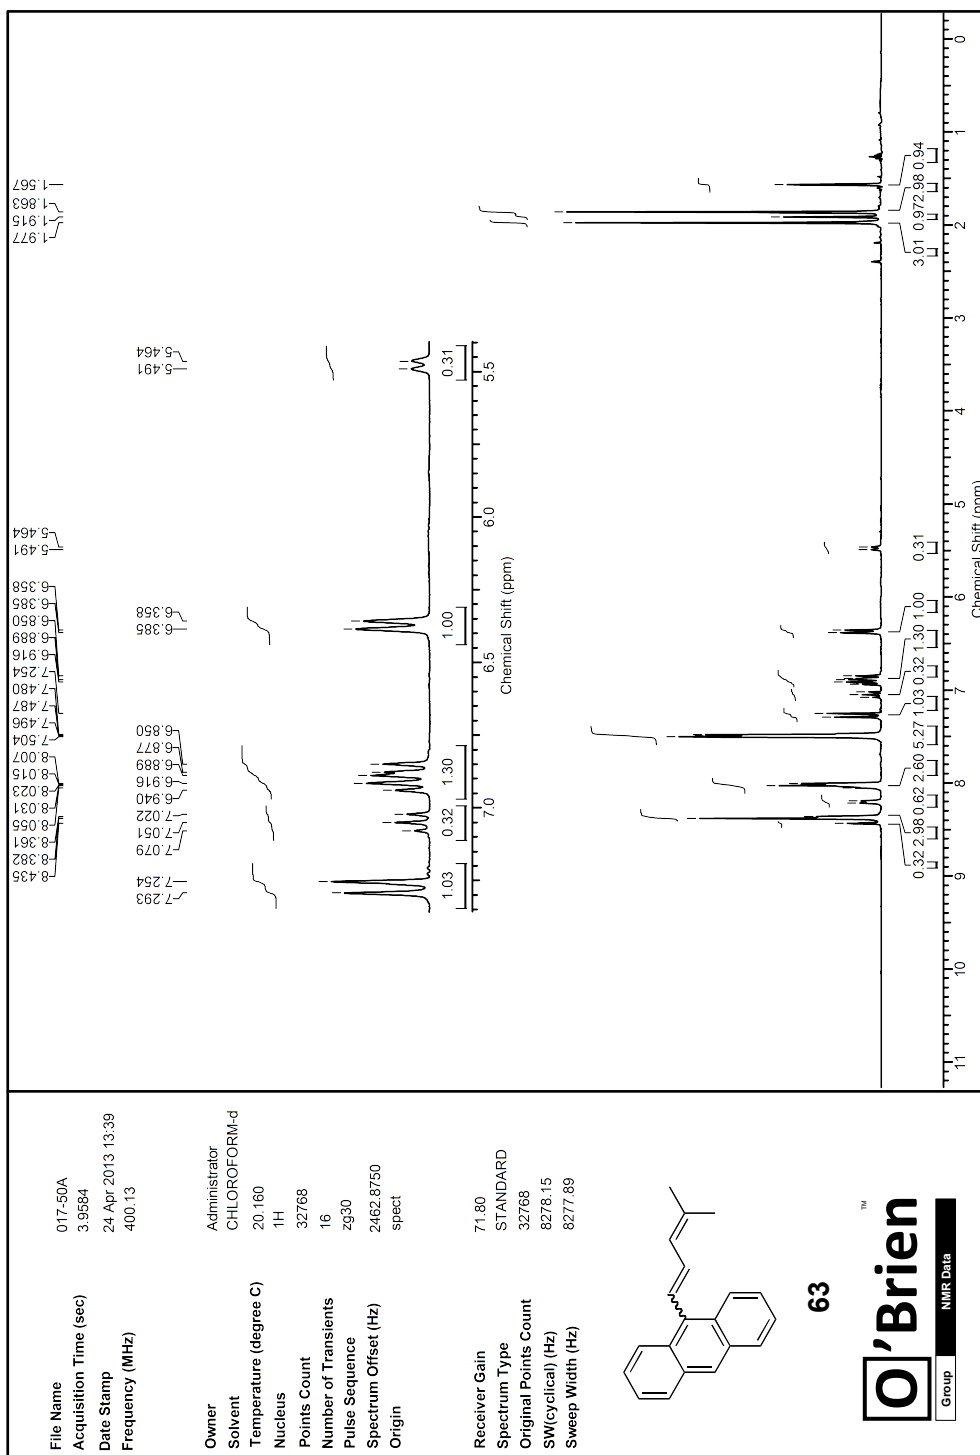 File Name 017-50A
Acquisition Time (sec) 3.9584
Date Stamp 24 Apr 2013 13:39
Frequency (MHz) 400.13
Owner Administrator
Solvent CHLOROFORM-d
Temperature (degree C) 20.160
Nucleus 1H
Points Count 32768
Number of Transients 16
Pulse Sequence zg30
Spectrum Offset (Hz) 2462.8750
Origin spect
Receiver Gain 71.80
Spectrum Type STANDARD
Original Points Count 32768
SW(cyclical) (Hz) 8278.15
Sweep Width (Hz) 8277.89
63
O'Brien TM
Group NMR Data
8.435
8.382
8.361
8.055
8.031
8.023
8.015
8.007
7.504
7.496
7.487
7.480
7.254
6.916
6.889
6.850
6.385
6.358
5.491
5.464
1.977
1.915
1.863
1.567
7.293
7.254
7.079
7.051
7.022
6.940
6.916
6.889
6.877
6.850
6.385
6.358
5.491
5.464
1.03 0.32 1.30 1.00 0.31
7.0 6.5 6.0 5.5
Chemical Shift (ppm)
0.32 2.98 0.62 2.60 5.27 1.03 0.32 1.30 1.00 0.31 3.01 0.97 2.98 0.94
11 10 9 8 7 6 5 4 3 2 1 0
Chemical Shift (ppm)